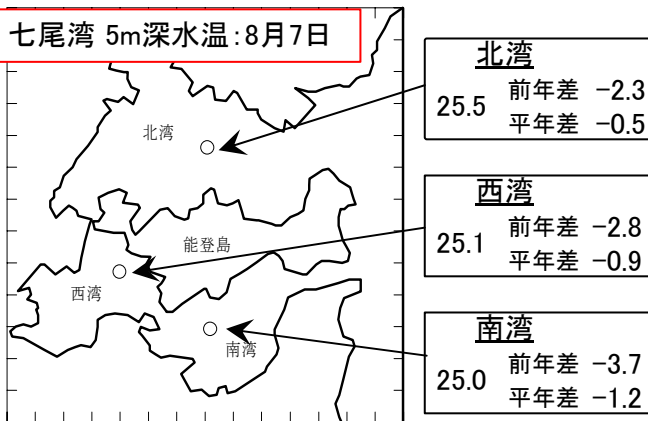 七尾湾 5m深水温:8月7日
北湾
25.5
前年差 -2.3
平年差 -0.5
西湾
25.1
前年差 -2.8
平年差 -0.9
南湾
25.0
前年差 -3.7
平年差 -1.2
北湾
能登島
西湾
南湾